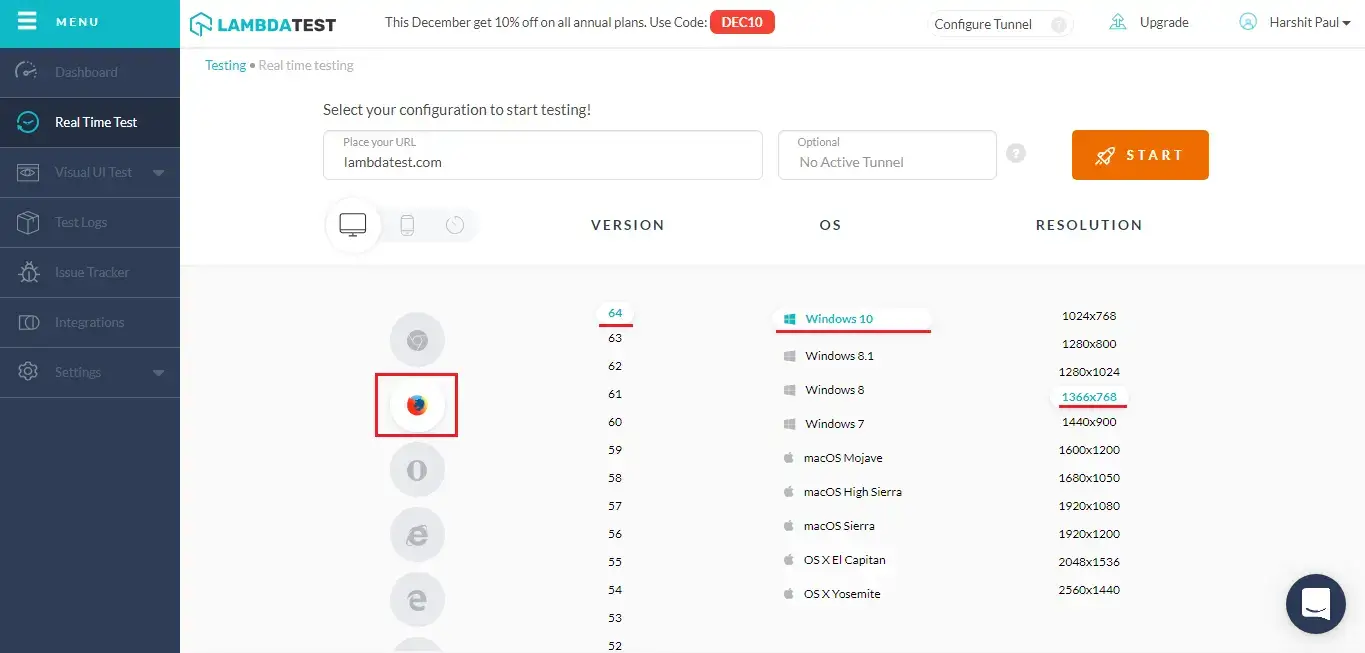 MENU
LAMBDATEST
This December get 10% off on all annual plans. Use Code: DEC10
Configure Tunnel ?
Upgrade
Harshit Paul
Dashboard
Real Time Test
Visual UI Test
Test Logs
Issue Tracker
Integrations
Settings
Testing • Real time testing
Select your configuration to start testing!
Place your URL
lambdatest.com
Optional
No Active Tunnel
?
START
VERSION
OS
RESOLUTION
64
63
62
61
60
59
58
57
56
55
54
53
52
Windows 10
Windows 8.1
Windows 8
Windows 7
macOS Mojave
macOS High Sierra
macOS Sierra
OS X El Capitan
OS X Yosemite
1024x768
1280x800
1280x1024
1366x768
1440x900
1600x1200
1680x1050
1920x1080
1920x1200
2048x1536
2560x1440